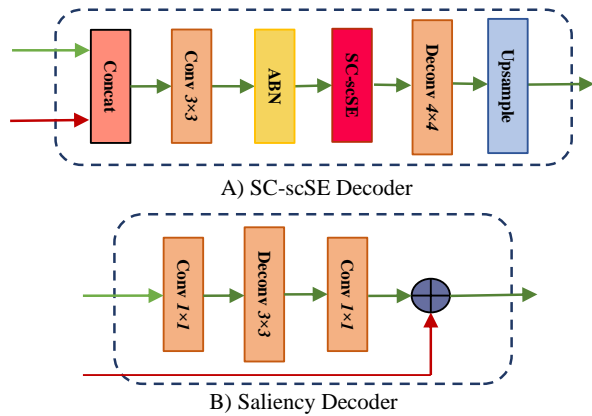 Concat
Conv 3×3
ABN
SC-scSE
Deconv 4×4
Upsample
A) SC-scSE Decoder
Conv 1×1
Deconv 3×3
Conv 1×1
B) Saliency Decoder